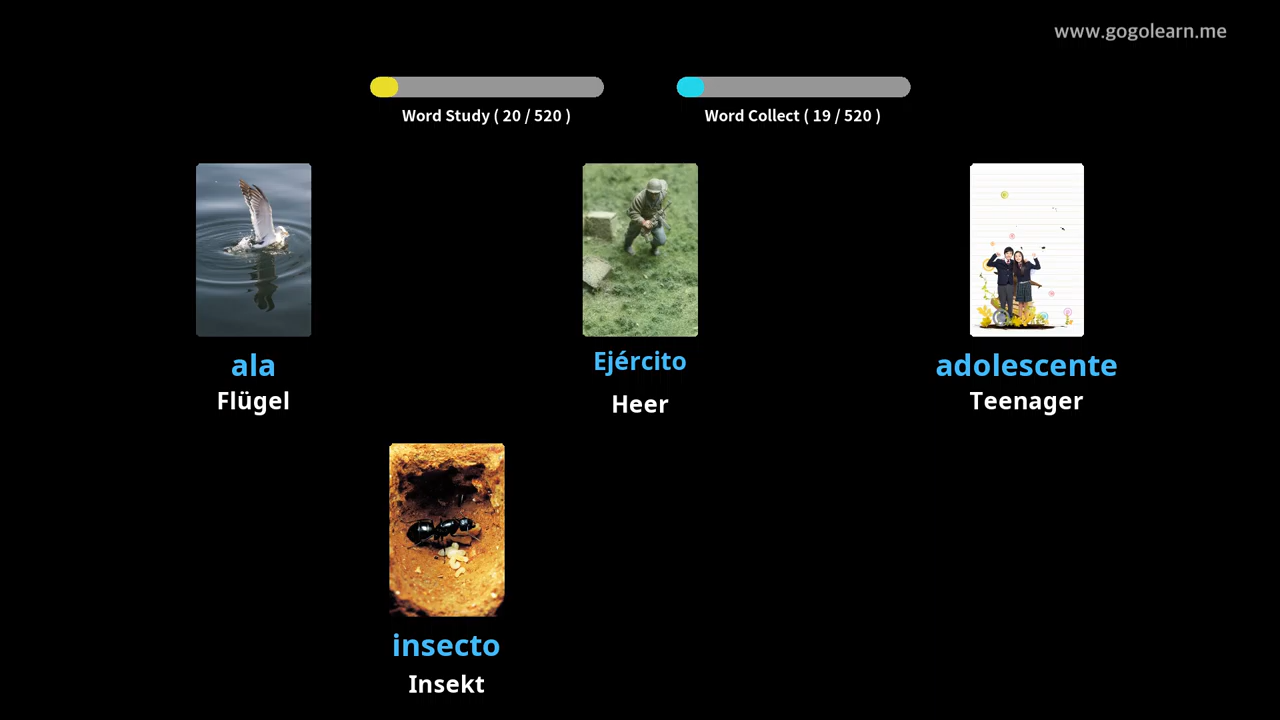 www.gogolearn.me
Word Study ( 20 / 520 )
Word Collect ( 19 / 520 )
ala
Flügel
Ejército
Heer
adolescente
Teenager
insecto
Insekt